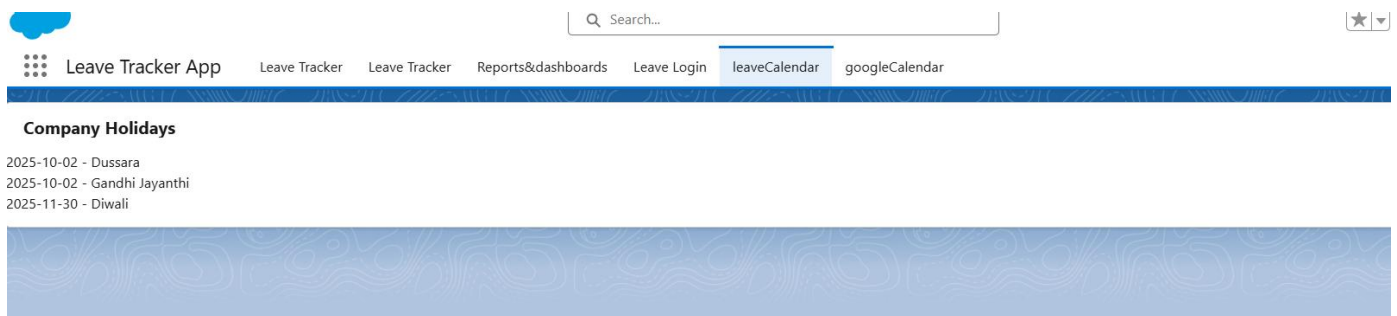 Search...
Leave Tracker App Leave Tracker Leave Tracker Reports&dashboards Leave Login leaveCalendar googleCalendar
Company Holidays
2025-10-02 - Dussara
2025-10-02 - Gandhi Jayanthi
2025-11-30 - Diwali